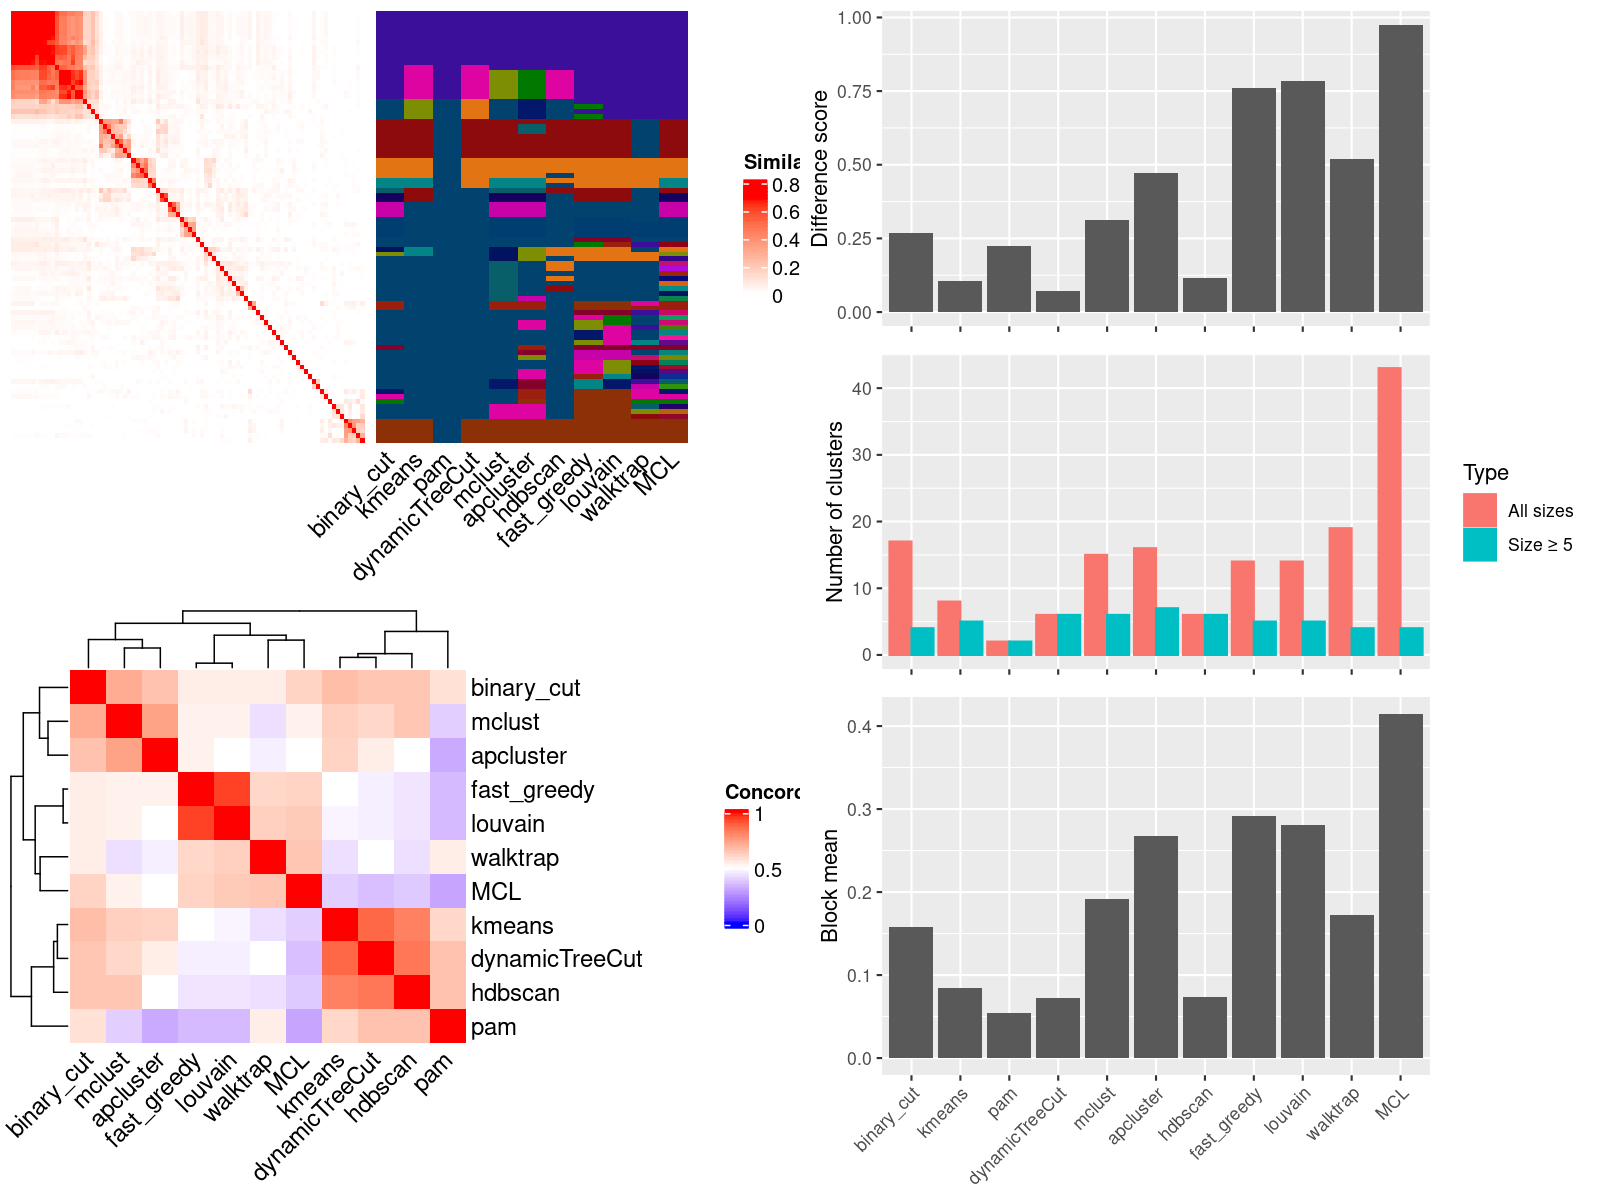 Simila
0.8
0.6
0.4
0.2
0
binary_cut
kmeans
pam
dynamicTreeCut
mclust
apcluster
hdbscan
fast_greedy
louvain
walktrap
MCL
Difference score
1.00
0.75
0.50
0.25
0.00
Number of clusters
40
30
20
10
0
Type
All sizes
Size ≥ 5
binary_cut
mclust
apcluster
fast_greedy
louvain
walktrap
MCL
kmeans
dynamicTreeCut
hdbscan
pam
binary_cut
mclust
apcluster
fast_greedy
louvain
walktrap
MCL
kmeans
dynamicTreeCut
hdbscan
pam
Concord
1
0.5
0
Block mean
0.4
0.3
0.2
0.1
0.0
binary_cut
kmeans
pam
dynamicTreeCut
mclust
apcluster
hdbscan
fast_greedy
louvain
walktrap
MCL